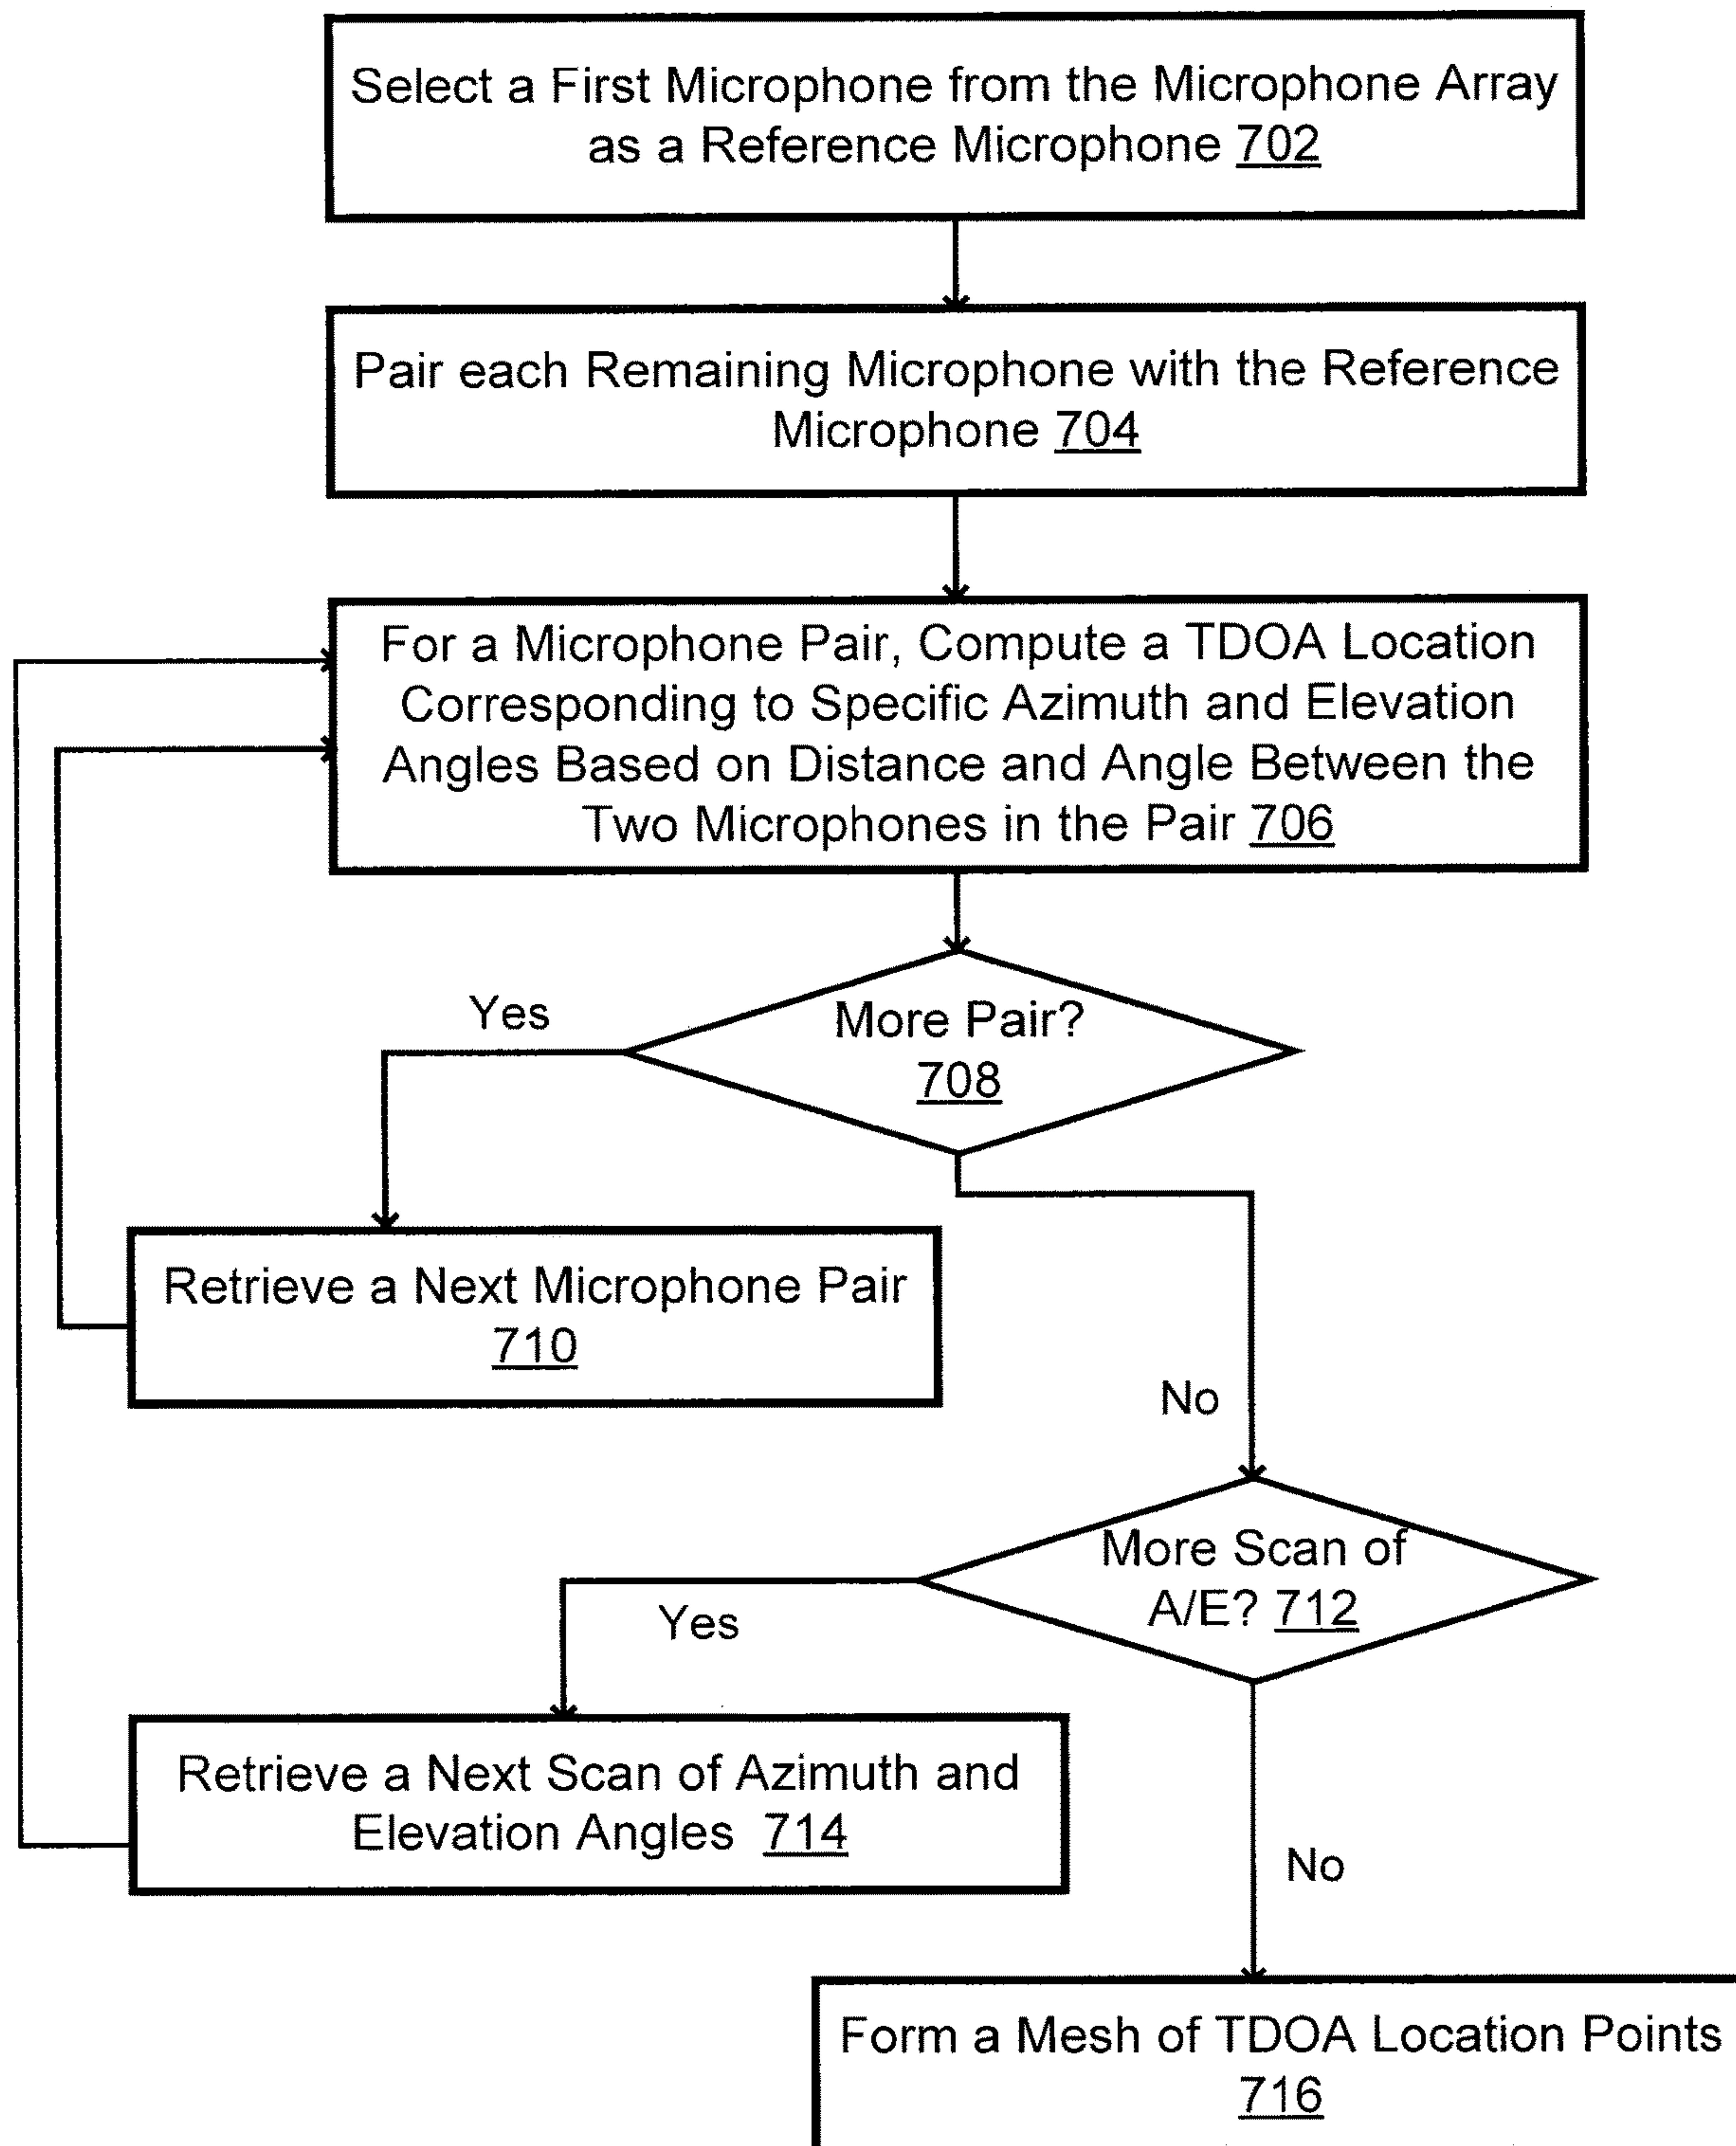 Select a First Microphone from the Microphone Array
as a Reference Microphone 702
Pair each Remaining Microphone with the Reference
Microphone 704
For a Microphone Pair, Compute a TDOA Location
Corresponding to Specific Azimuth and Elevation
Angles Based on Distance and Angle Between the
Two Microphones in the Pair 706
More Pair?
708
Yes
Retrieve a Next Microphone Pair
710
No
More Scan of
A/E? 712
Yes
Retrieve a Next Scan of Azimuth and
Elevation Angles 714
No
Form a Mesh of TDOA Location Points
716